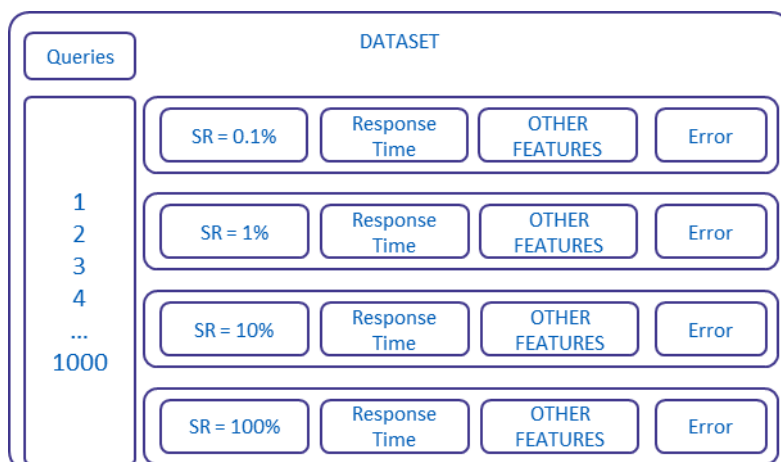 DATASET
Queries
1
2
3
4
...
1000
SR = 0.1%
Response
Time
OTHER
FEATURES
Error
SR = 1%
Response
Time
OTHER
FEATURES
Error
SR = 10%
Response
Time
OTHER
FEATURES
Error
SR = 100%
Response
Time
OTHER
FEATURES
Error